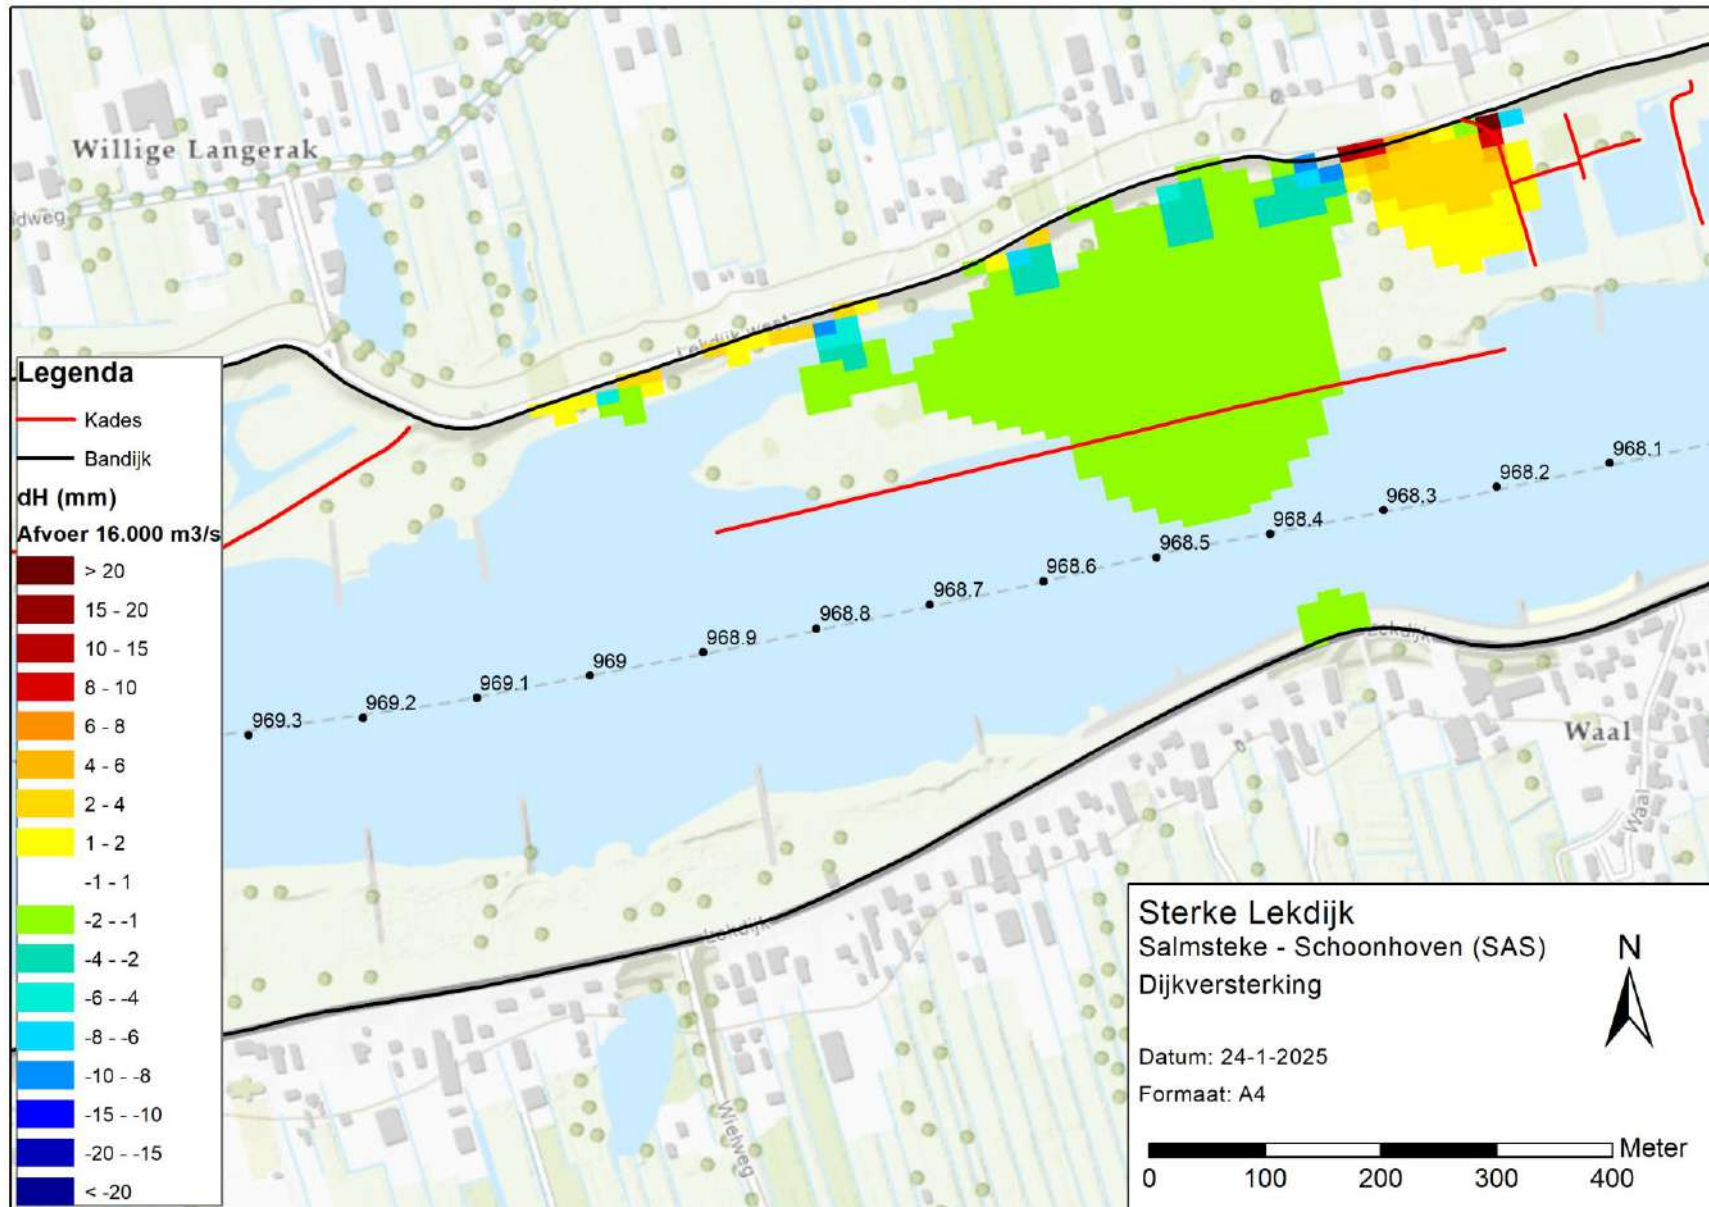 Willige Langerak
idweg
Lekdijk West
Legenda
Kades
Bandijk
dH (mm)
Afvoer 16.000 m3/s
> 20
15 - 20
10 - 15
8 - 10
6 - 8
4 - 6
2 - 4
1 - 2
-1 - 1
-2 - -1
-4 - -2
-6 - -4
-8 - -6
-10 - -8
-15 - -10
-20 - -15
< -20
968.1
968.2
968.3
968.4
968.5
968.6
968.7
968.8
968.9
969
969.1
969.2
969.3
Lekdijk
Waal
Waal
Lekdijk
Wielweg
Sterke Lekdijk
Salmsteke - Schoonhoven (SAS)
Dijkversterking
N
Datum: 24-1-2025
Formaat: A4
Meter
0 100 200 300 400